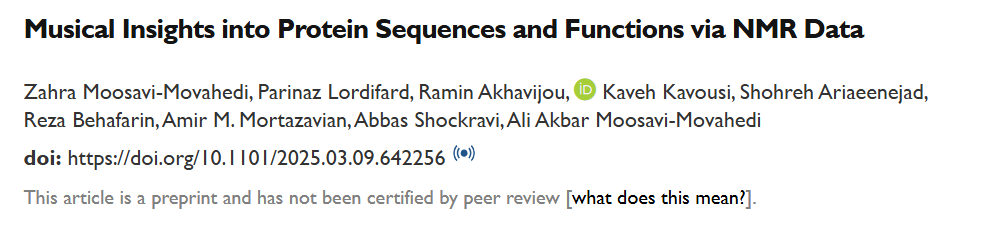 Musical Insights into Protein Sequences and Functions via NMR Data
Zahra Moosavi-Movahedi, Parinaz Lordifard, Ramin Akhavijou, iD Kaveh Kavousi, Shohreh Ariaeenejad,
Reza Behafarin, Amir M. Mortazavian, Abbas Shockravi, Ali Akbar Moosavi-Movahedi
doi: https://doi.org/10.1101/2025.03.09.642256
This article is a preprint and has not been certified by peer review [what does this mean?].